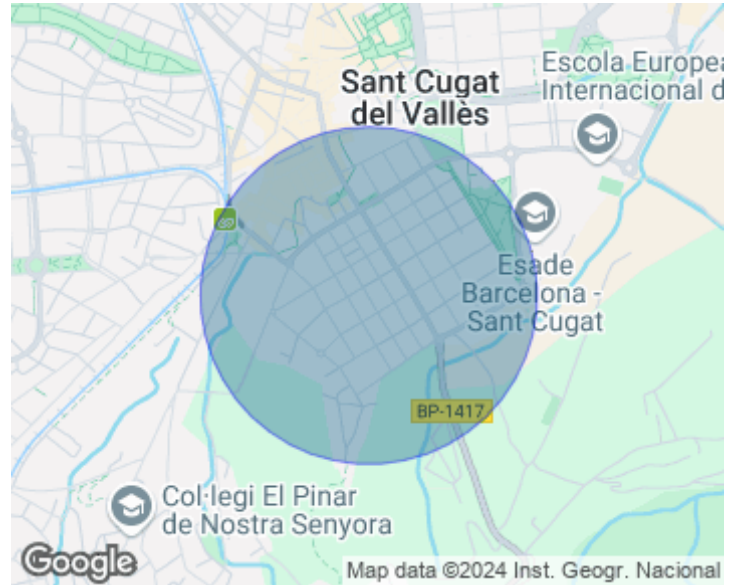 Sant Cugat
del Vallès
Escola Europea
Internacional d
Esade
Barcelona -
Sant Cugat
BP-1417
Col·legi El Pinar
de Nostra Senyora
Google
Map data ©2024 Inst. Geogr. Nacional